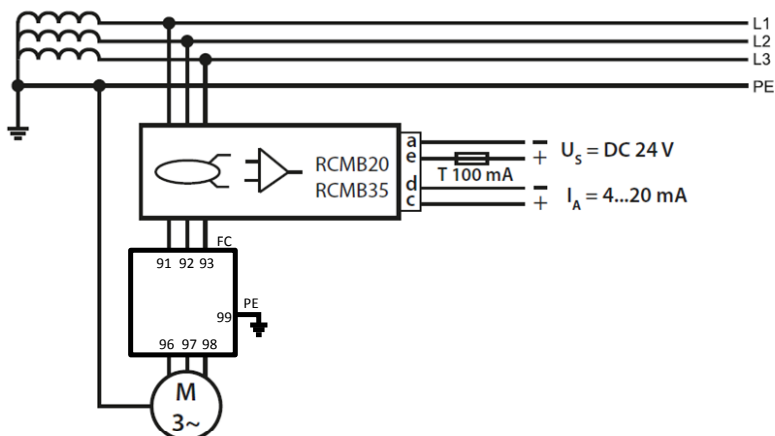 L1
L2
L3
PE
RCMB20
RCMB35
a
e
d
c
T 100 mA
−
+
−
+
U_S = DC 24 V
I_A = 4...20 mA
FC
91 92 93
PE
99
96 97 98
M
3~